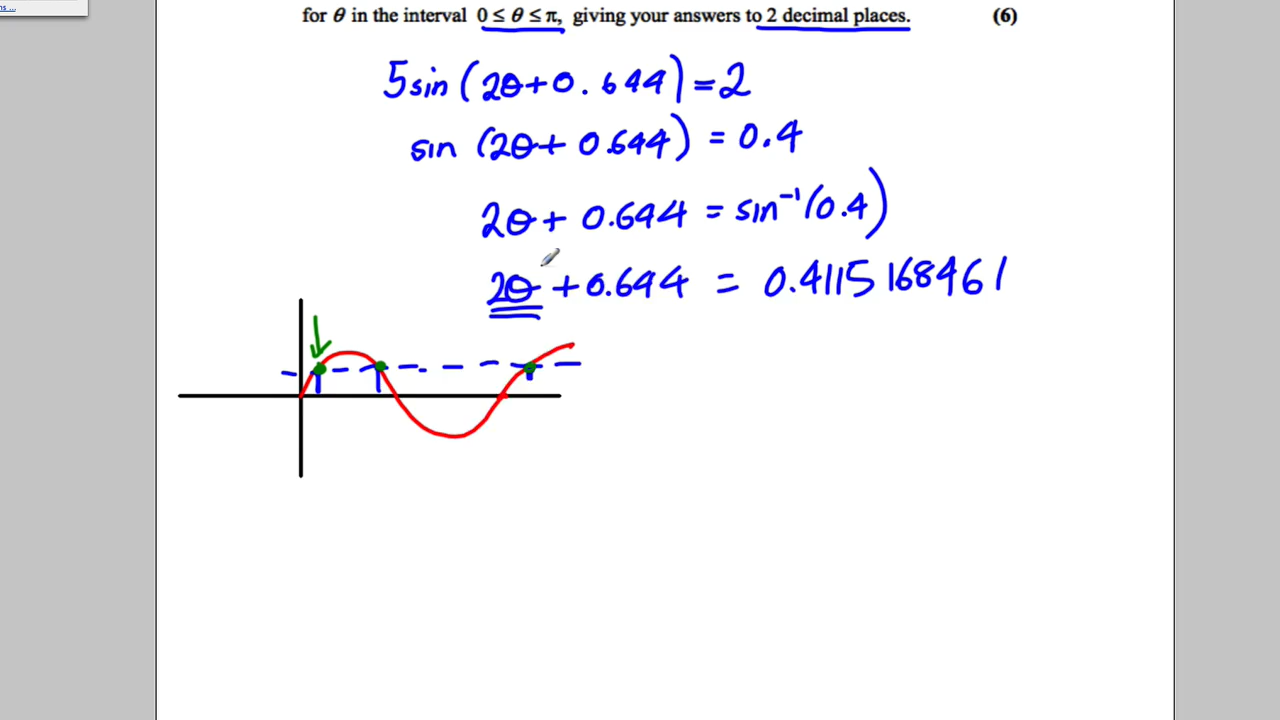 ns ...
for θ in the interval 0 ≤ θ ≤ π, giving your answers to 2 decimal places. (6)
5sin(2θ+0.644)=2
sin (2θ+ 0.644) = 0.4
2θ+ 0.644 = sin⁻¹(0.4)
2θ +0.644 = 0.4115168461